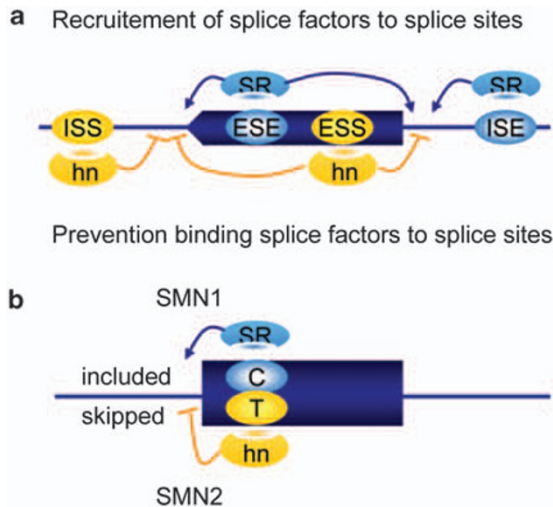 a Recruitement of splice factors to splice sites
SR SR
ISS ESE ESS ISE
hn hn
Prevention binding splice factors to splice sites
b
SMN1
SR
included C
skipped T
hn
SMN2